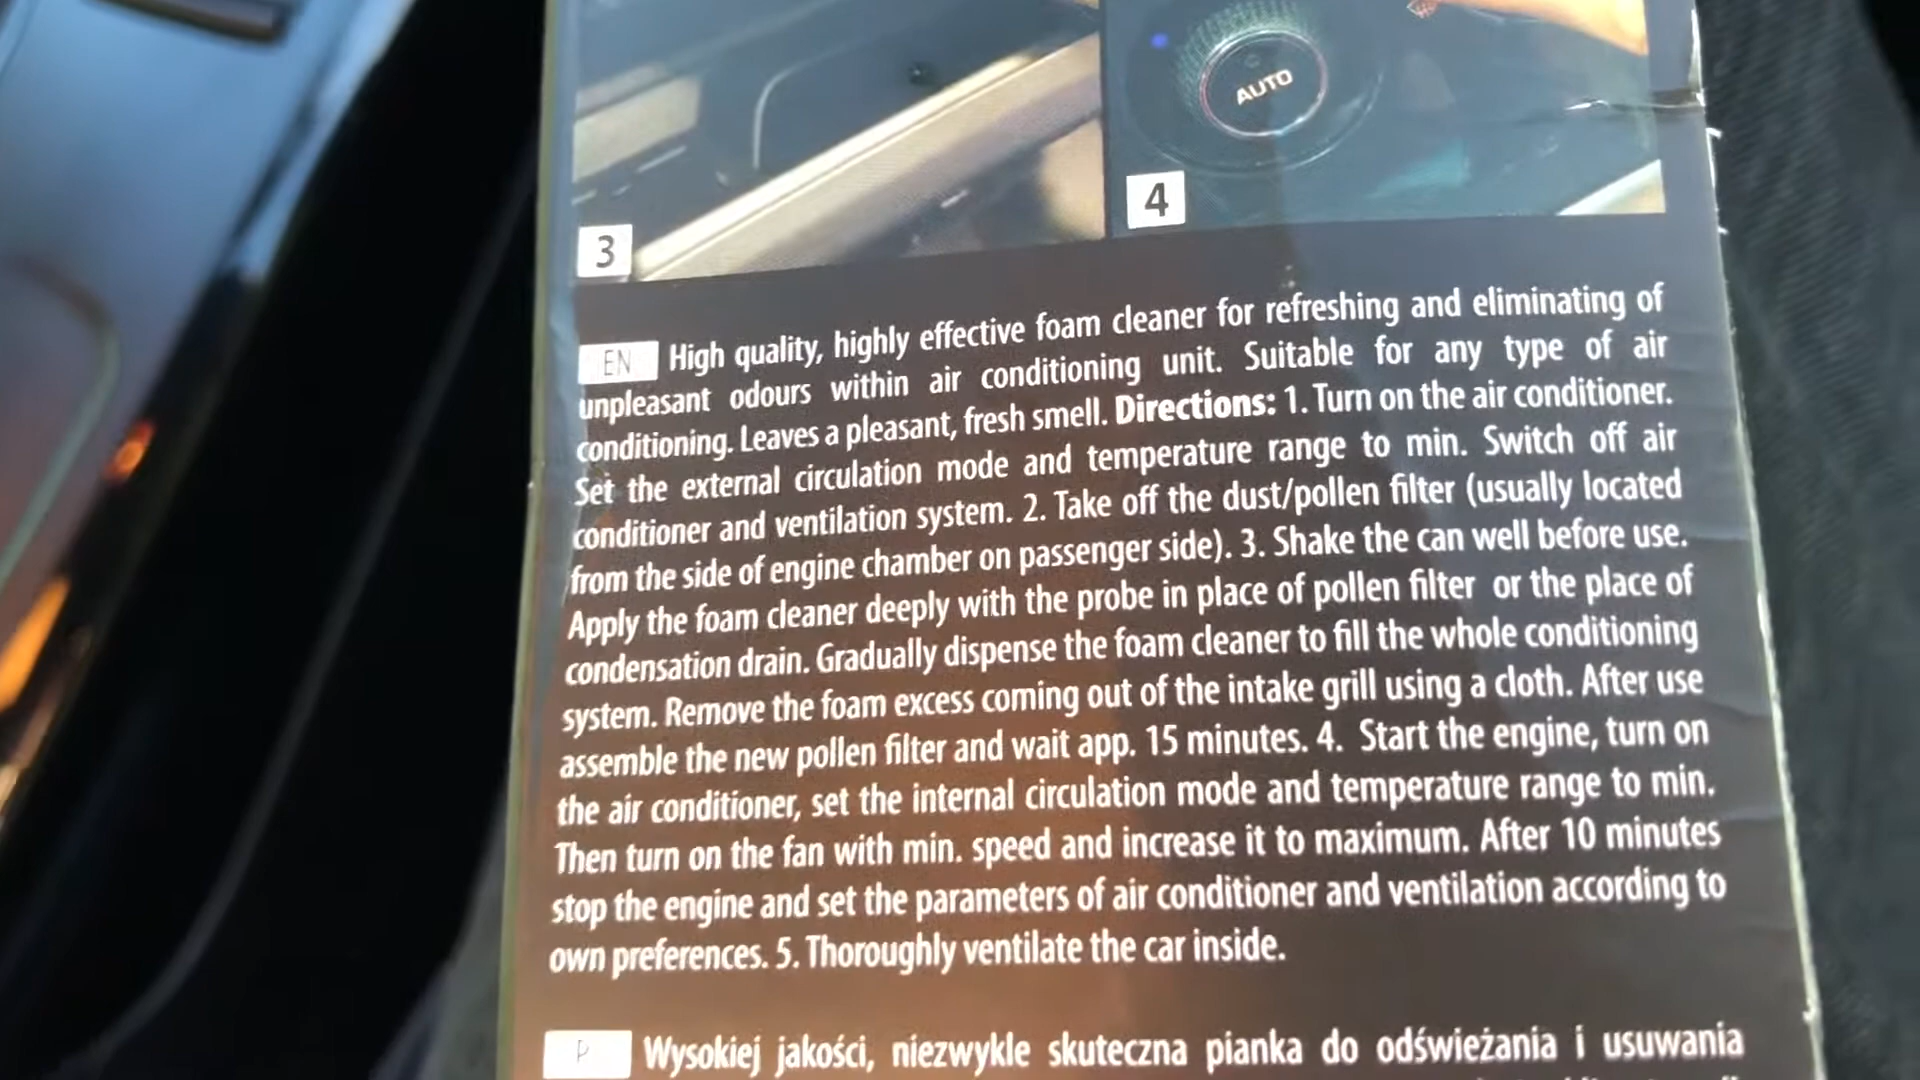 AUTO
3
4
EN High quality, highly effective foam cleaner for refreshing and eliminating of
unpleasant odours within air conditioning unit. Suitable for any type of air
conditioning. Leaves a pleasant, fresh smell. Directions: 1. Turn on the air conditioner.
Set the external circulation mode and temperature range to min. Switch off air
conditioner and ventilation system. 2. Take off the dust/pollen filter (usually located
from the side of engine chamber on passenger side). 3. Shake the can well before use.
Apply the foam cleaner deeply with the probe in place of pollen filter or the place of
condensation drain. Gradually dispense the foam cleaner to fill the whole conditioning
system. Remove the foam excess coming out of the intake grill using a cloth. After use
assemble the new pollen filter and wait app. 15 minutes. 4. Start the engine, turn on
the air conditioner, set the internal circulation mode and temperature range to min.
Then turn on the fan with min. speed and increase it to maximum. After 10 minutes
stop the engine and set the parameters of air conditioner and ventilation according to
own preferences. 5. Thoroughly ventilate the car inside.
P Wysokiej jakości, niezwykle skuteczna pianka do odświeżania i usuwania